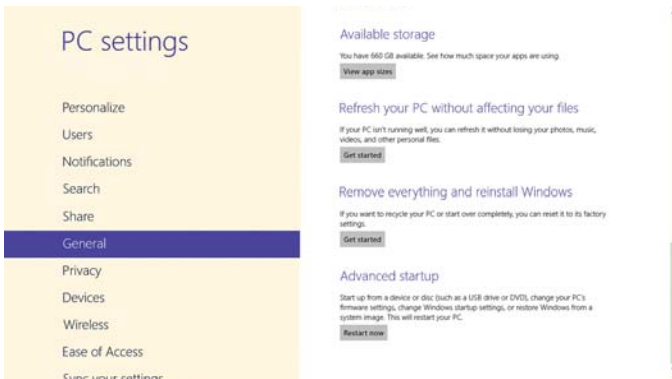 PC settings
Personalize
Users
Notifications
Search
Share
General
Privacy
Devices
Wireless
Ease of Access
Sync your settings
Available storage
You have 660 GB available. See how much space your apps are using.
View app sizes
Refresh your PC without affecting your files
If your PC isn't running well, you can refresh it without losing your photos, music,
videos, and other personal files.
Get started
Remove everything and reinstall Windows
If you want to recycle your PC or start over completely, you can reset it to its factory
settings.
Get started
Advanced startup
Start up from a device or disc (such as a USB drive or DVD), change your PC's
firmware settings, change Windows startup settings, or restore Windows from a
system image. This will restart your PC.
Restart now